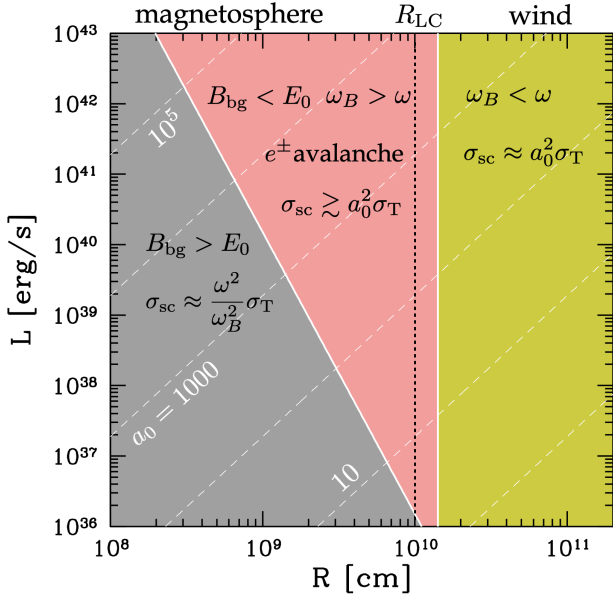 magnetosphere R_LC wind
10^43
10^42
10^41
10^40
10^39
10^38
10^37
10^36
L [erg/s]
B_bg < E_0 ω_B > ω
e^± avalanche
σ_sc ≳ a_0^2 σ_T
ω_B < ω
σ_sc ≈ a_0^2 σ_T
10^5
B_bg > E_0
σ_sc ≈ ω^2/ω_B^2 σ_T
a_0 = 1000
10
10^8 10^9 10^10 10^11
R [cm]